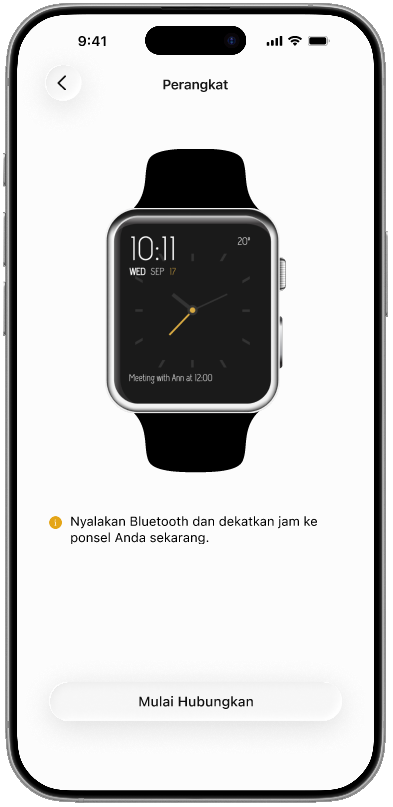 9:41
Perangkat
10:11
20°
WED SEP 17
Meeting with Ann at 12:00
Nyalakan Bluetooth dan dekatkan jam ke
ponsel Anda sekarang.
Mulai Hubungkan